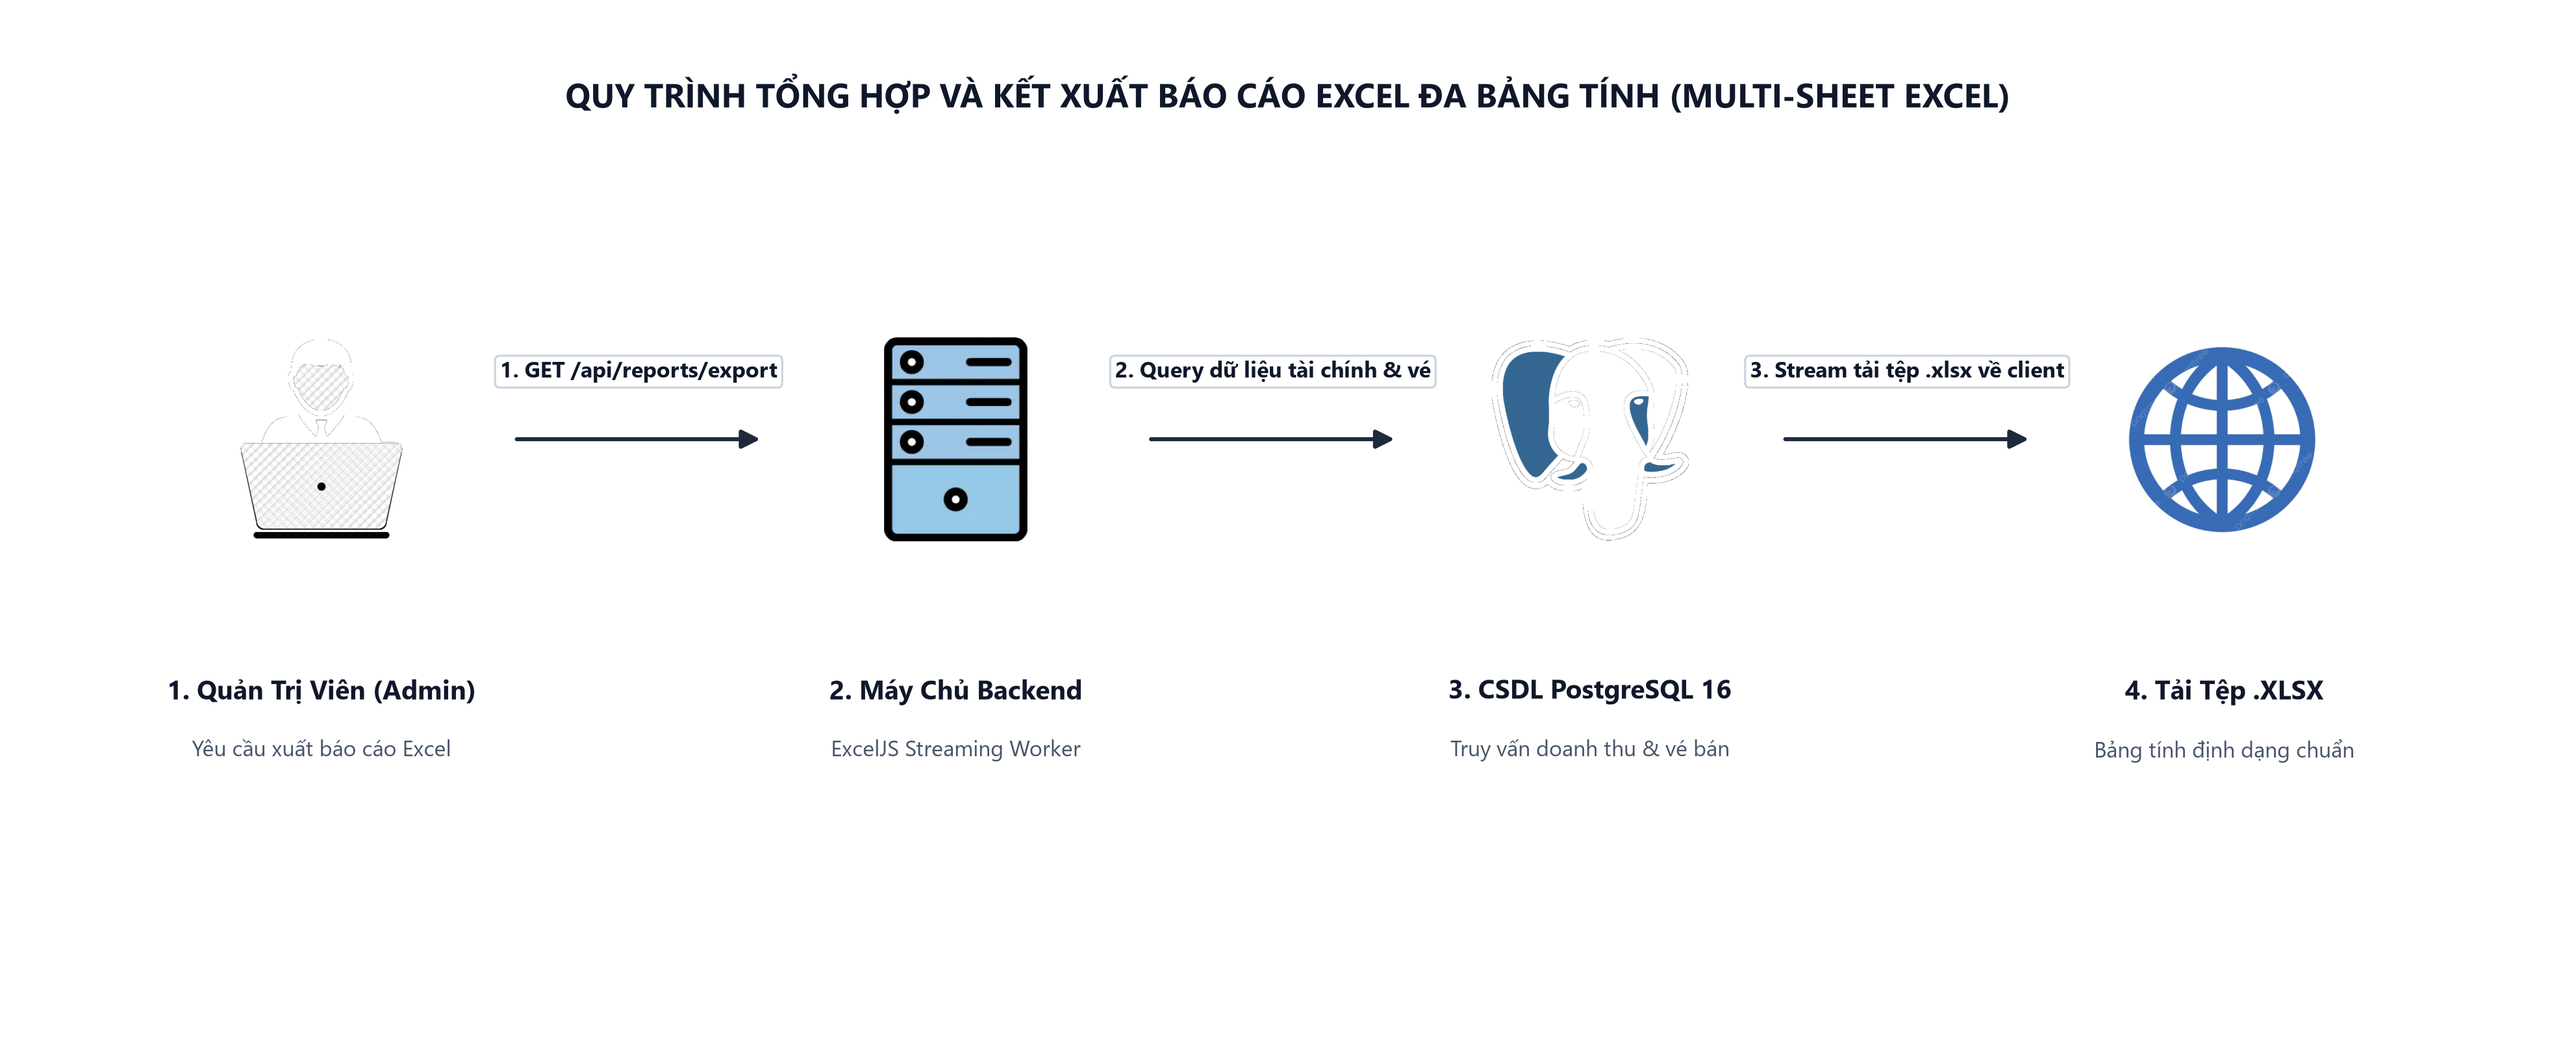 QUY TRÌNH TỔNG HỢP VÀ KẾT XUẤT BÁO CÁO EXCEL ĐA BẢNG TÍNH (MULTI-SHEET EXCEL)
1. GET /api/reports/export
2. Query dữ liệu tài chính & vé
3. Stream tải tệp .xlsx về client
1. Quản Trị Viên (Admin)
Yêu cầu xuất báo cáo Excel
2. Máy Chủ Backend
ExcelJS Streaming Worker
3. CSDL PostgreSQL 16
Truy vấn doanh thu & vé bán
4. Tải Tệp .XLSX
Bảng tính định dạng chuẩn